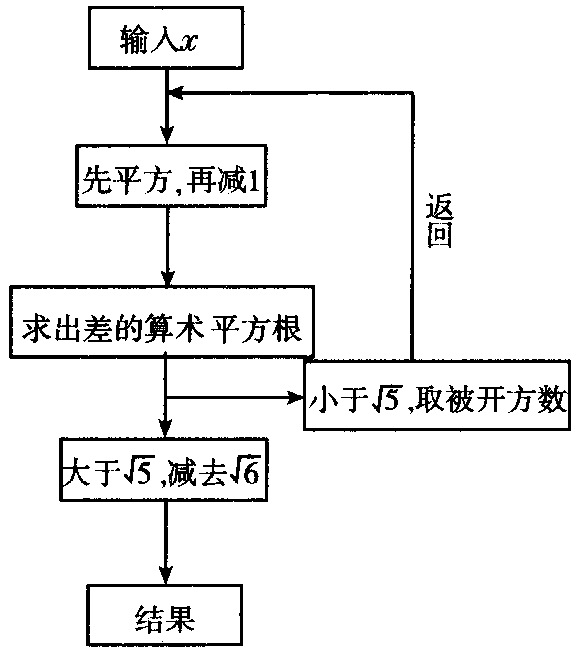 输入x
先平方,再减1
返回
求出差的算术平方根
小于√5,取被开方数
大于√5,减去√6
结果